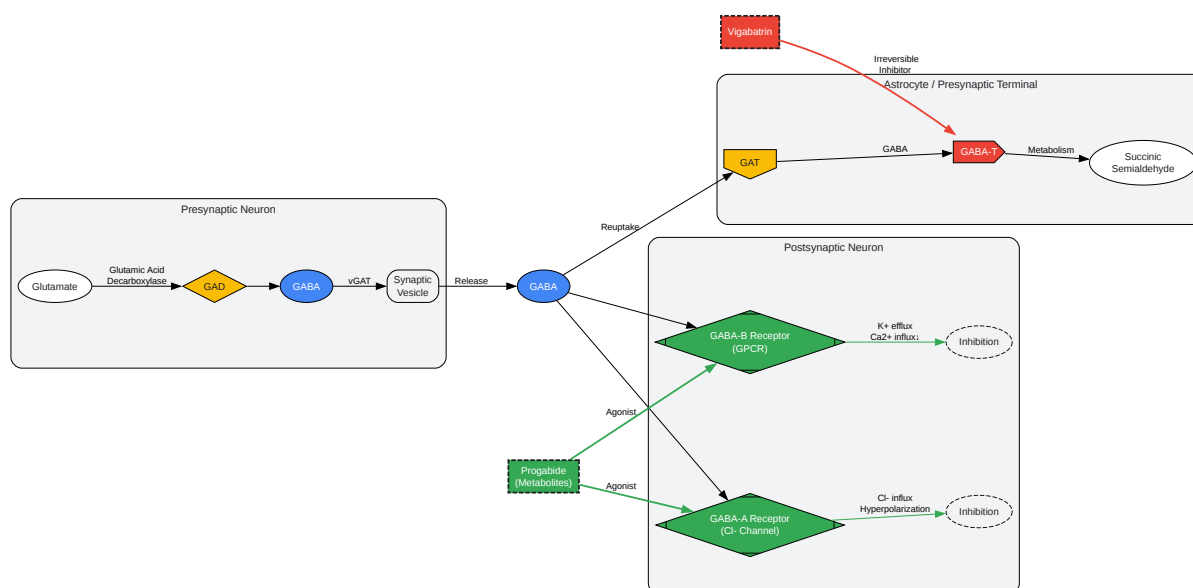 Vigabatrin
Irreversible
Inhibitor
Astrocyte / Presynaptic Terminal
GAT
GABA
GABA-T
Metabolism
Succinic
Semialdehyde
Reuptake
Presynaptic Neuron
Glutamate
Glutamic Acid
Decarboxylase
GAD
GABA
vGAT
Synaptic
Vesicle
Release
GABA
Postsynaptic Neuron
GABA-B Receptor
(GPCR)
K+ efflux
Ca2+ influx↓
Inhibition
Agonist
Progabide
(Metabolites)
Agonist
GABA-A Receptor
(Cl- Channel)
Cl- influx
Hyperpolarization
Inhibition